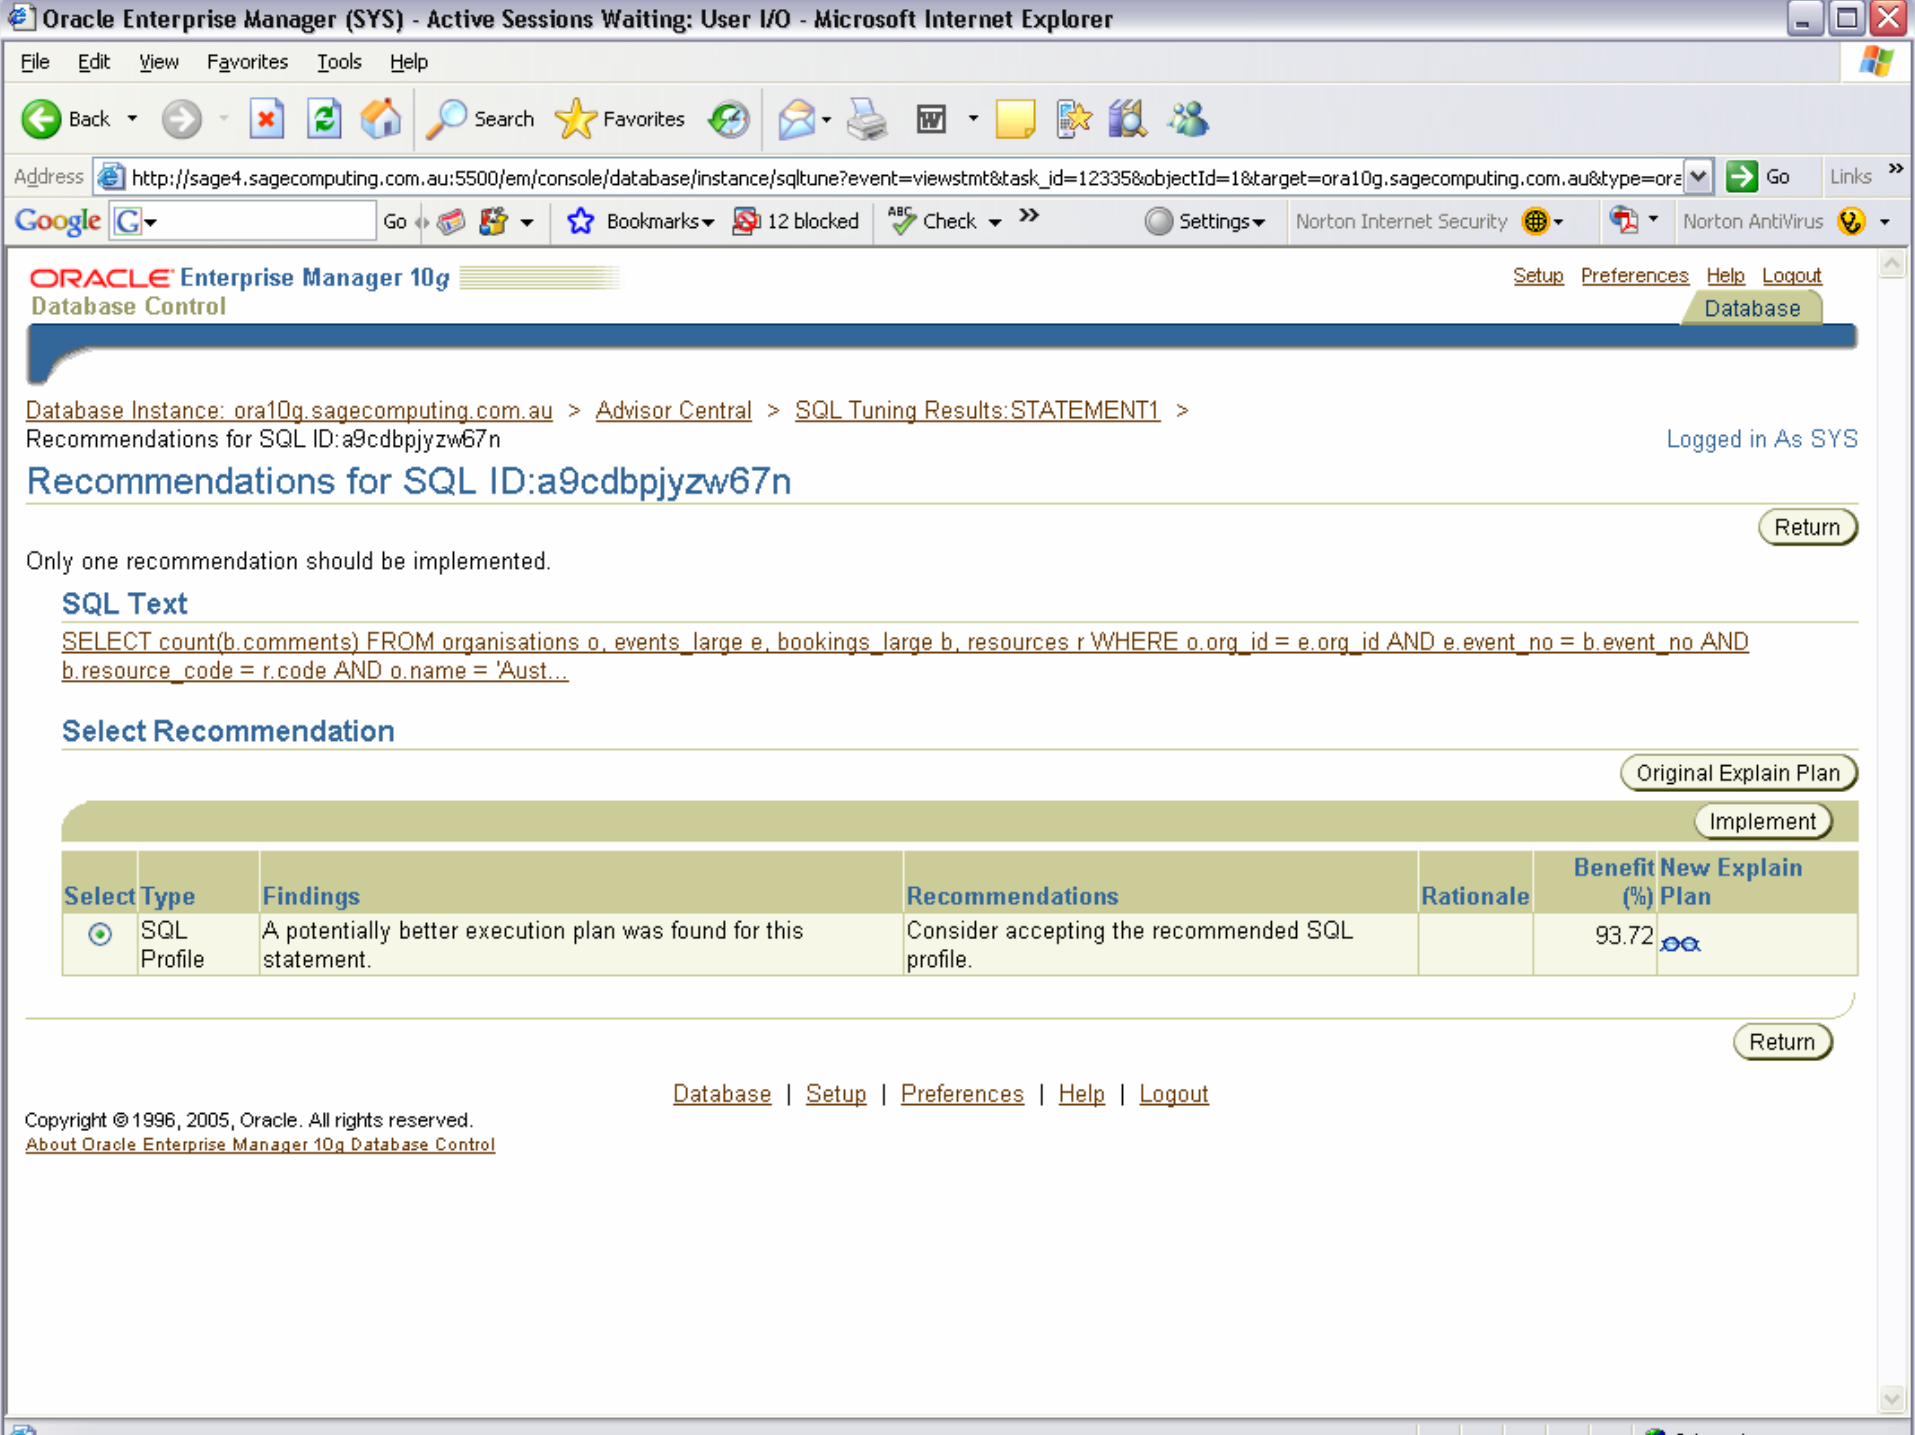 Oracle Enterprise Manager (SYS) - Active Sessions Waiting: User I/O - Microsoft Internet Explorer
File Edit View Favorites Tools Help
Back Search Favorites
Address http://sage4.sagecomputing.com.au:5500/em/console/database/instance/sqltune?event=viewstmt&task_id=12335&objectId=1&target=ora10g.sagecomputing.com.au&type=ora Go Links »
Google G Go Bookmarks 12 blocked ABC Check » Settings Norton Internet Security Norton AntiVirus
ORACLE Enterprise Manager 10g Setup Preferences Help Logout
Database Control Database
Database Instance: ora10g.sagecomputing.com.au > Advisor Central > SQL Tuning Results:STATEMENT1 >
Recommendations for SQL ID:a9cdbpjyzw67n Logged in As SYS
Recommendations for SQL ID:a9cdbpjyzw67n
Return
Only one recommendation should be implemented.
SQL Text
SELECT count(b.comments) FROM organisations o, events_large e, bookings_large b, resources r WHERE o.org_id = e.org_id AND e.event_no = b.event_no AND
b.resource_code = r.code AND o.name = 'Aust...
Select Recommendation
Original Explain Plan
Implement
Benefit New Explain
Select Type Findings Recommendations Rationale (%) Plan
SQL A potentially better execution plan was found for this Consider accepting the recommended SQL 93.72
Profile statement. profile.
Return
Database | Setup | Preferences | Help | Logout
Copyright © 1996, 2005, Oracle. All rights reserved.
About Oracle Enterprise Manager 10g Database Control